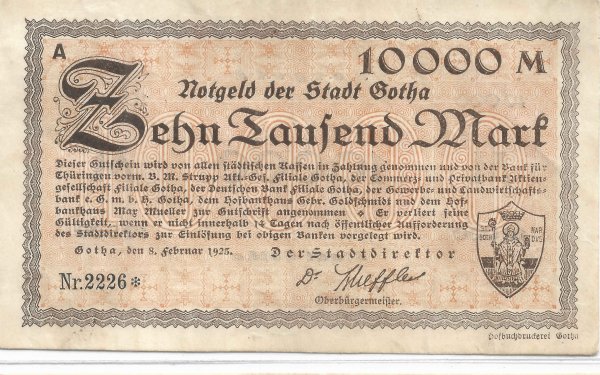 A
10000 M
Notgeld der Stadt Gotha
Zehn Tausend Mark
Dieser Gutschein wird von allen städtischen Kassen in Zahlung genommen und von der Bank für
Thüringen vorm. B. M. Strupp Akt.-Ges. Filiale Gotha, der Commerz- und Privatbank Aktien-
gesellschaft Filiale Gotha, der Deutschen Bank Filiale Gotha, der Gewerbe- und Landwirtschafts-
bank e. G. m. b. H. Gotha, dem Hofbankhaus Gebr. Goldschmidt und dem Hof-
bankhaus Max Mueller zur Gutschrift angenommen * Er verliert seine
Gültigkeit, wenn er nicht innerhalb 14 Tagen nach öffentlicher Aufforderung
des Stadtdirektors zur Einlösung bei obigen Banken vorgelegt wird.
Gotha, den 8. Februar 1923. Der Stadtdirektor
Nr. 2226 *
Dr. Scheffler
Oberbürgermeister.
Hofbuchdruckerei Gotha